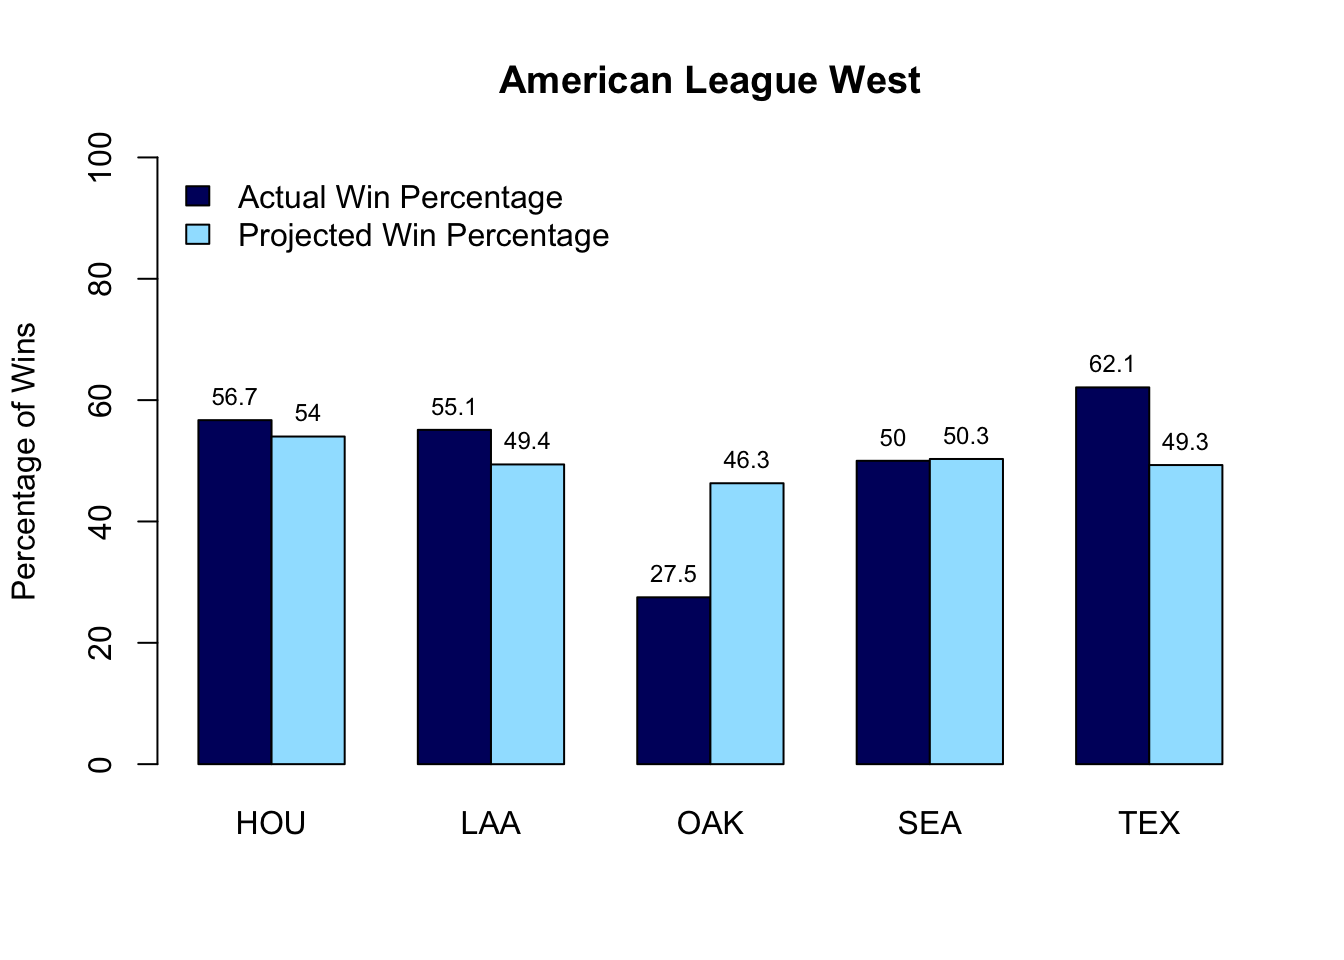 American League West
Actual Win Percentage
Projected Win Percentage
Percentage of Wins
100
80
60
40
20
0
56.7
54
55.1
49.4
27.5
46.3
50
50.3
62.1
49.3
HOU
LAA
OAK
SEA
TEX